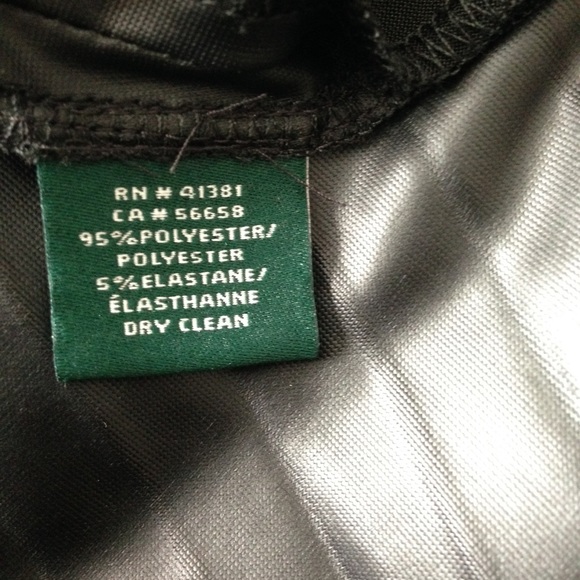 RN # 41381
CA # 56658
95%POLYESTER/
POLYESTER
5%ELASTANE/
ÉLASTHANNE
DRY CLEAN